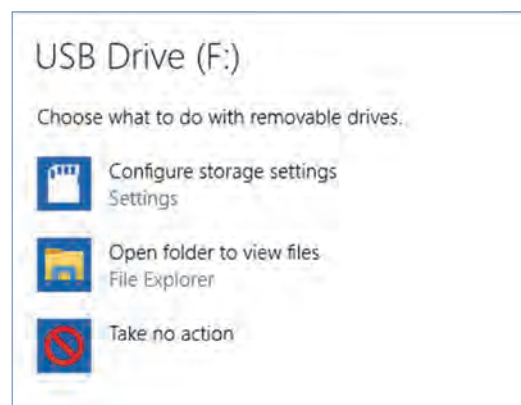 USB Drive (F:)
Choose what to do with removable drives.
Configure storage settings
Settings
Open folder to view files
File Explorer
Take no action